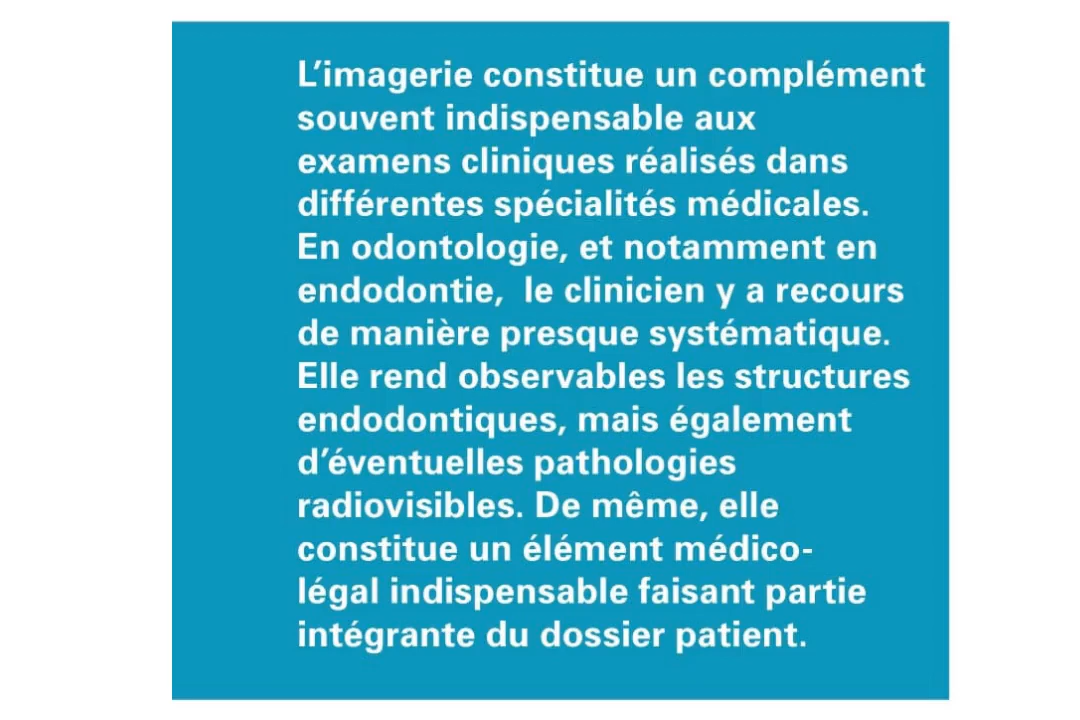 L'imagerie constitue un complément
souvent indispensable aux
examens cliniques réalisés dans
différentes spécialités médicales.
En odontologie, et notamment en
endodontie,  le clinicien y a recours
de manière presque systématique.
Elle rend observables les structures
endodontiques, mais également
d'éventuelles pathologies
radiovisibles. De même, elle
constitue un élément médico-
légal indispensable faisant partie
intégrante du dossier patient.